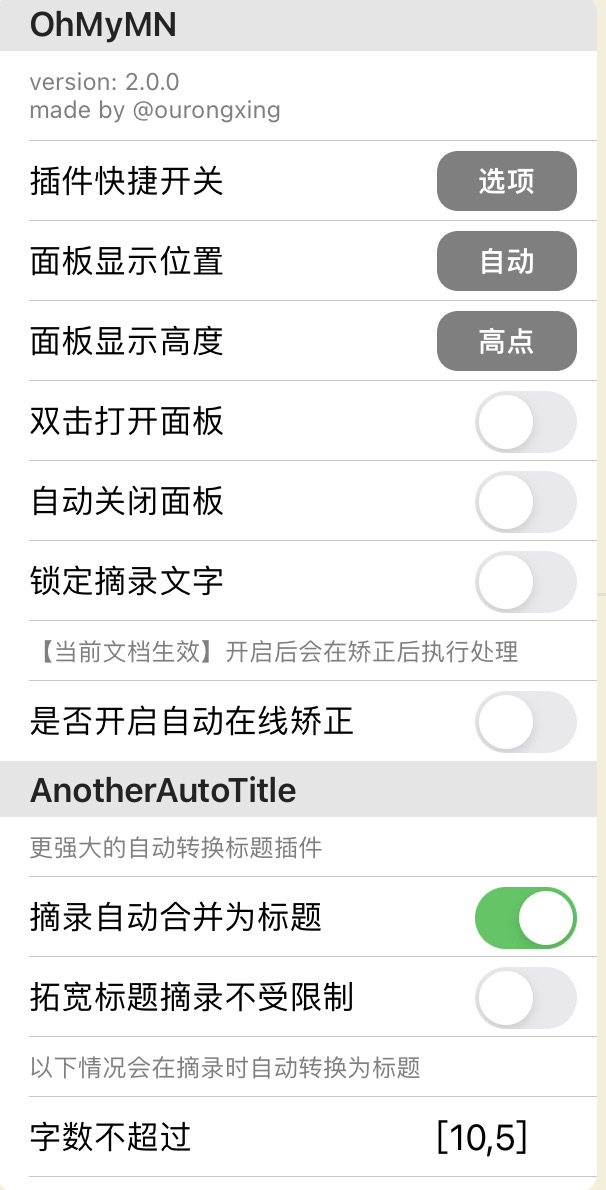 OhMyMN
version: 2.0.0
made by @ourongxing
插件快捷开关 选项
面板显示位置 自动
面板显示高度 高点
双击打开面板
自动关闭面板
锁定摘录文字
【当前文档生效】开启后会在矫正后执行处理
是否开启自动在线矫正
AnotherAutoTitle
更强大的自动转换标题插件
摘录自动合并为标题
拓宽标题摘录不受限制
以下情况会在摘录时自动转换为标题
字数不超过 [10,5]